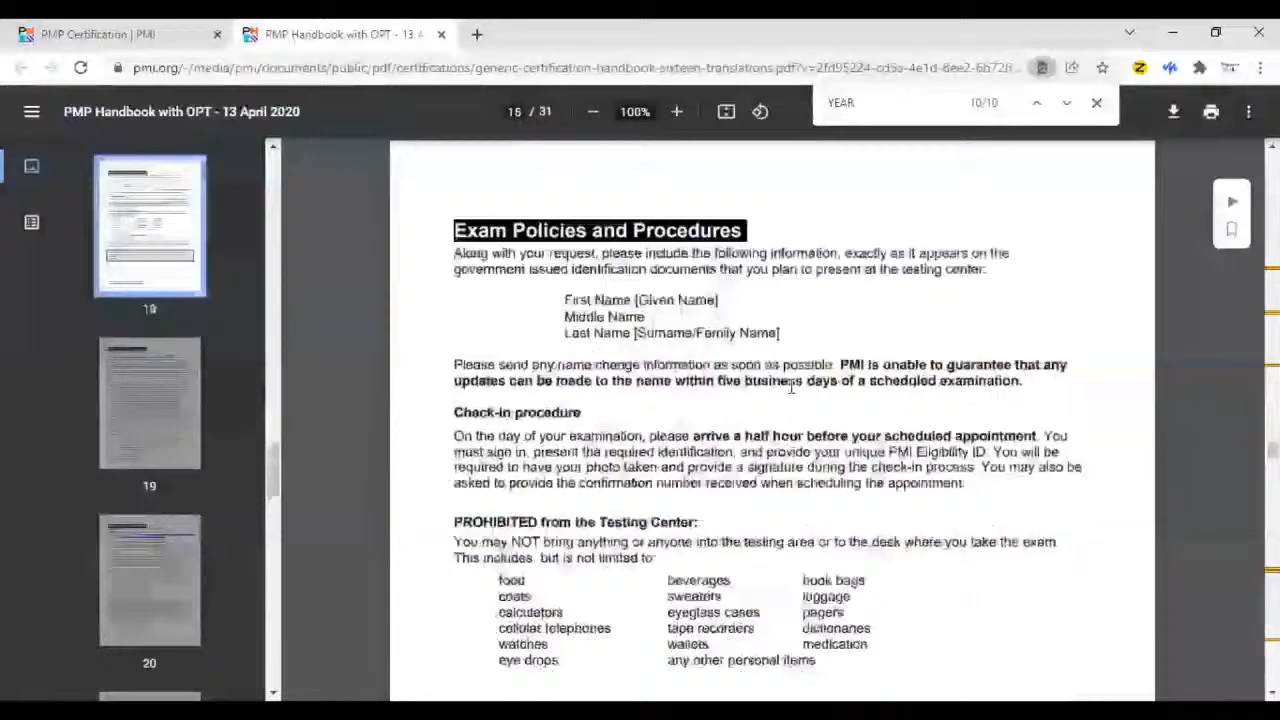 PMP Certification | PMI
PMP Handbook with OPT - 13 A
pmi.org/-/media/pmi/documents/public/pdf/certifications/generic-certification-handbook-sixteen-translations.pdf?v=
PMP Handbook with OPT - 13 April 2020
/ 31
100%
YEAR
10/10
Exam Policies and Procedures
Along with your request, please include the following information, exactly as it appears on the
government issued identification documents that you plan to present at the testing center:
First Name [Given Name]
Middle Name
Last Name [Surname/Family Name]
Please send any name change information as soon as possible. PMI is unable to guarantee that any
updates can be made to the name within five business days of a scheduled examination.
Check-in procedure
On the day of your examination, please arrive a half hour before your scheduled appointment. You
must sign in, present the required identification, and provide your unique PMI Eligibility ID. You will be
required to have your photo taken and provide a signature during the check-in process. You may also be
asked to provide the confirmation number received when scheduling the appointment.
PROHIBITED from the Testing Center:
You may NOT bring anything or anyone into the testing area or to the desk where you take the exam.
This includes, but is not limited to:
food beverages book bags
coats sweaters luggage
calculators eyeglass cases pagers
cellular telephones tape recorders dictionaries
watches wallets medication
eye drops any other personal items
19
20